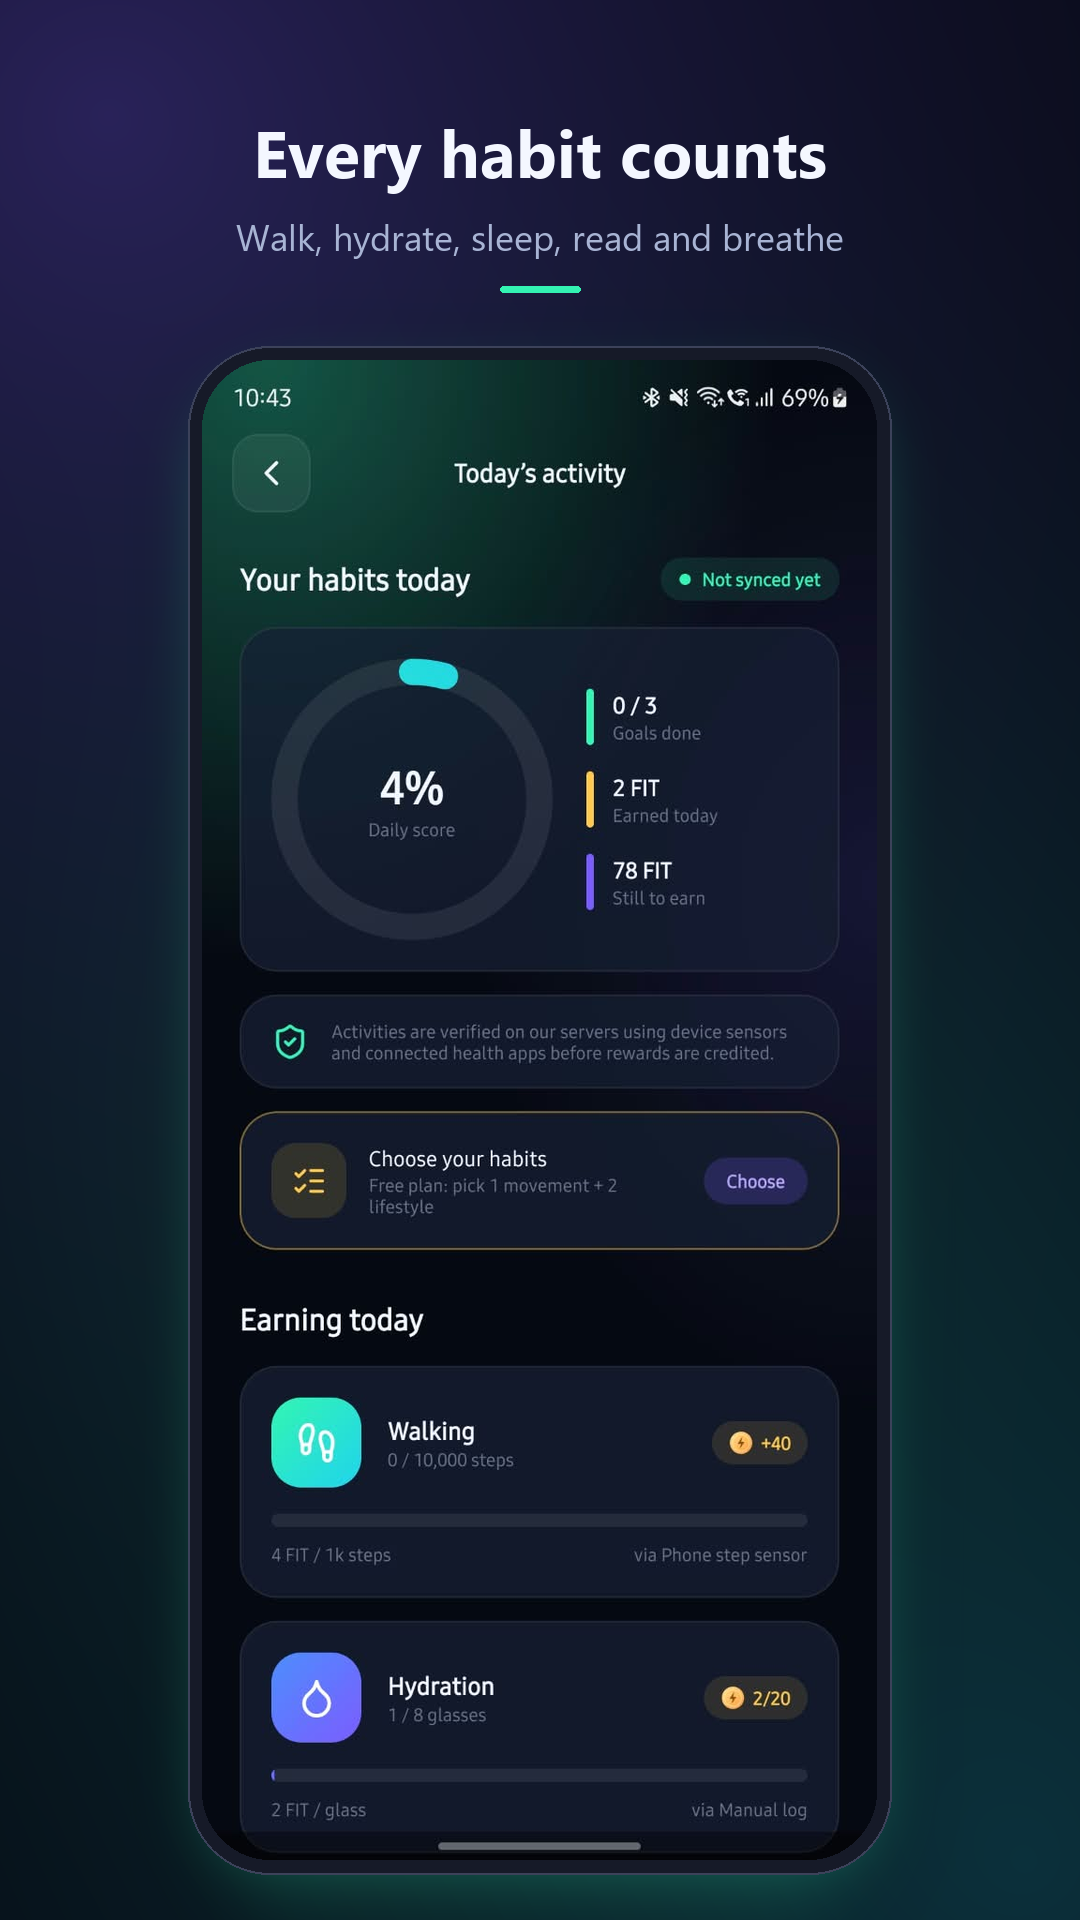 Every habit counts
Walk, hydrate, sleep, read and breathe
10:43
69%
Today's activity
Your habits today
Not synced yet
4%
Daily score
0 / 3
Goals done
2 FIT
Earned today
78 FIT
Still to earn
Activities are verified on our servers using device sensors
and connected health apps before rewards are credited.
Choose your habits
Free plan: pick 1 movement + 2
lifestyle
Choose
Earning today
Walking
0 / 10,000 steps
+40
4 FIT / 1k steps
via Phone step sensor
Hydration
1 / 8 glasses
2/20
2 FIT / glass
via Manual log